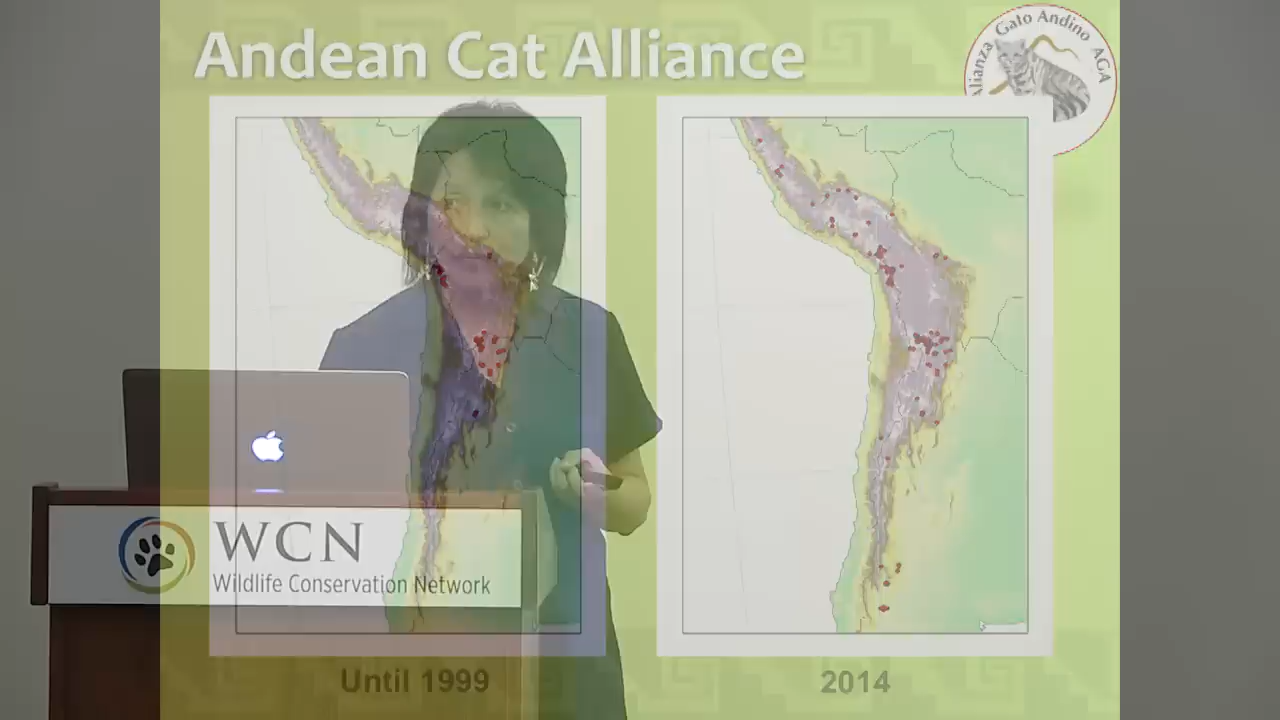 Andean Cat Alliance
Alianza Gato Andino AGA
WCN
Wildlife Conservation Network
Until 1999
2014